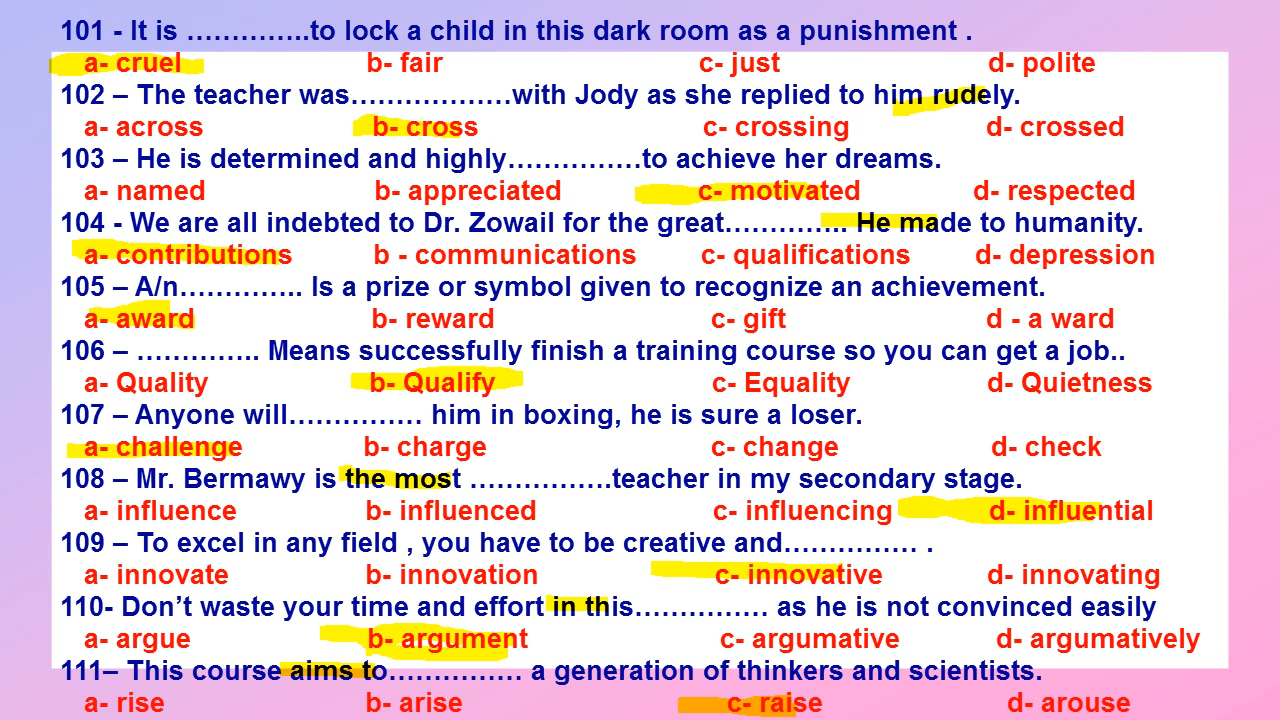 101 - It is …………..to lock a child in this dark room as a punishment .
a- cruel b- fair c- just d- polite
102 – The teacher was………………with Jody as she replied to him rudely.
a- across b- cross c- crossing d- crossed
103 – He is determined and highly……………to achieve her dreams.
a- named b- appreciated c- motivated d- respected
104 - We are all indebted to Dr. Zowail for the great………….. He made to humanity.
a- contributions b - communications c- qualifications d- depression
105 – A/n………….. Is a prize or symbol given to recognize an achievement.
a- award b- reward c- gift d - a ward
106 – ………….. Means successfully finish a training course so you can get a job..
a- Quality b- Qualify c- Equality d- Quietness
107 – Anyone will…………… him in boxing, he is sure a loser.
a- challenge b- charge c- change d- check
108 – Mr. Bermawy is the most …………….teacher in my secondary stage.
a- influence b- influenced c- influencing d- influential
109 – To excel in any field , you have to be creative and…………… .
a- innovate b- innovation c- innovative d- innovating
110- Don’t waste your time and effort in this…………… as he is not convinced easily
a- argue b- argument c- argumative d- argumatively
111– This course aims to…………… a generation of thinkers and scientists.
a- rise b- arise c- raise d- arouse